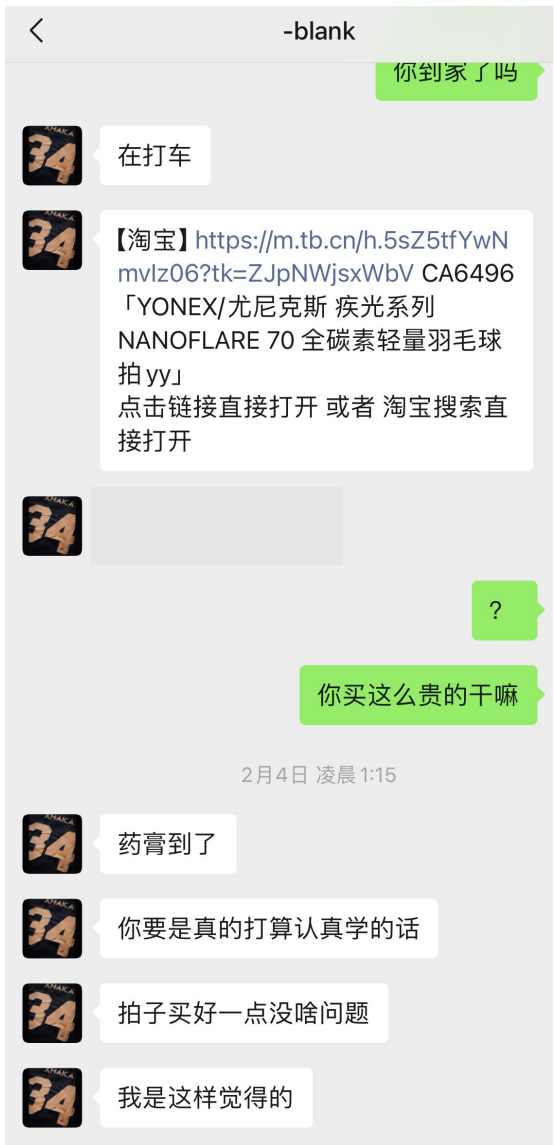 -blank
你到家了吗
在打车
【淘宝】https://m.tb.cn/h.5sZ5tfYwN
mvIz06?tk=ZJpNWjsxWbV CA6496
「YONEX/尤尼克斯 疾光系列
NANOFLARE 70 全碳素轻量羽毛球
拍yy」
点击链接直接打开 或者 淘宝搜索直
接打开
?
你买这么贵的干嘛
2月4日 凌晨1:15
药膏到了
你要是真的打算认真学的话
拍子买好一点没啥问题
我是这样觉得的